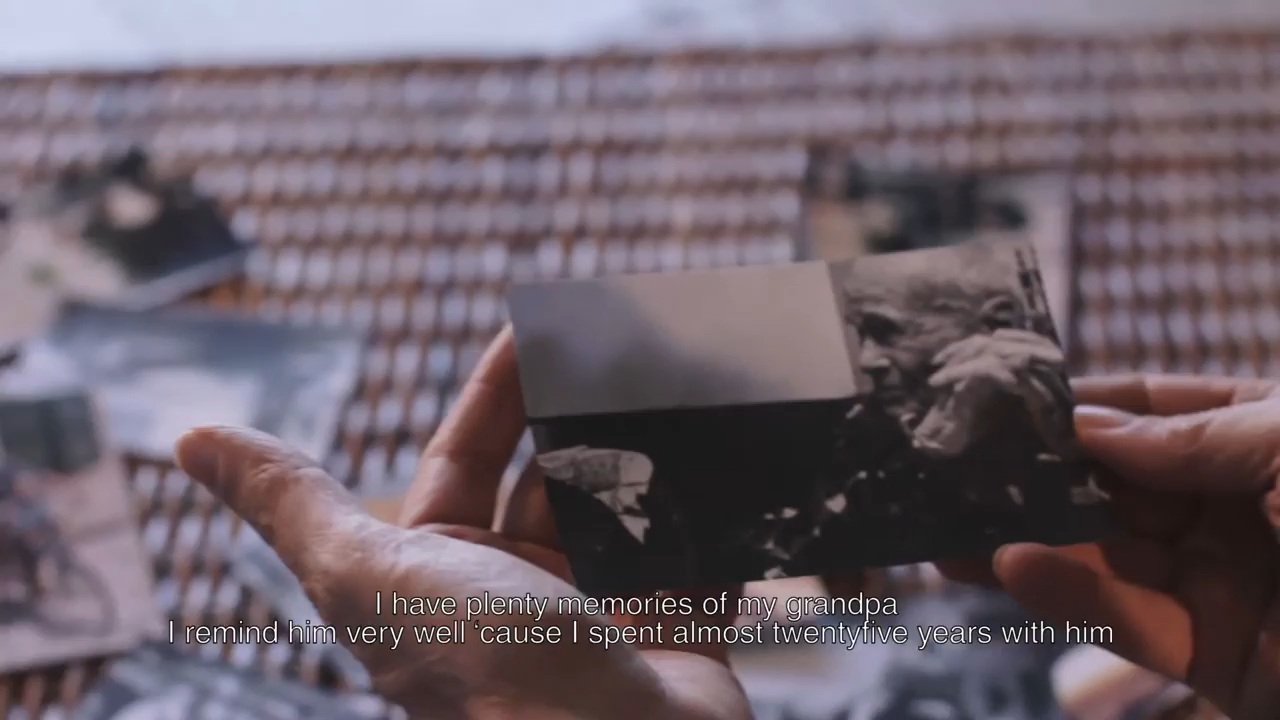 I have plenty memories of my grandpa
I remind him very well ‘cause I spent almost twentyfive years with him